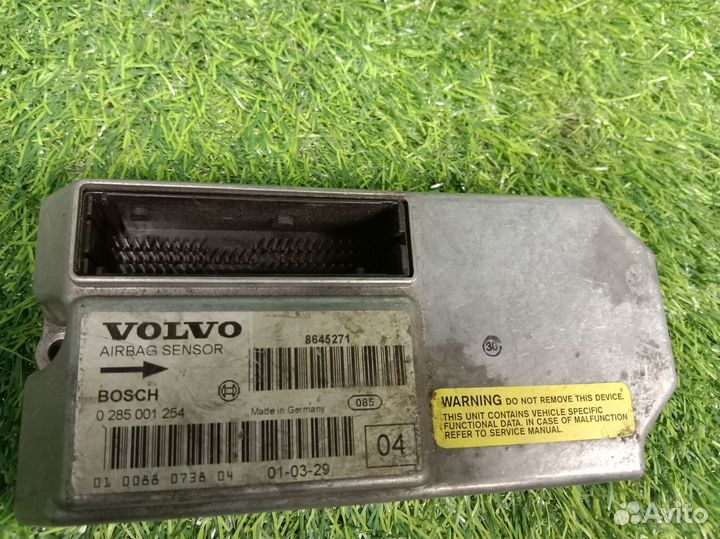 VOLVO
AIRBAG SENSOR
8645271
BOSCH
0 285 001 254
Made in Germany
085
04
01 0088 0738 04
01-03-29
30
WARNING DO NOT REMOVE THIS DEVICE.
THIS UNIT CONTAINS VEHICLE SPECIFIC
FUNCTIONAL DATA. IN CASE OF MALFUNCTION
REFER TO SERVICE MANUAL.
Avito